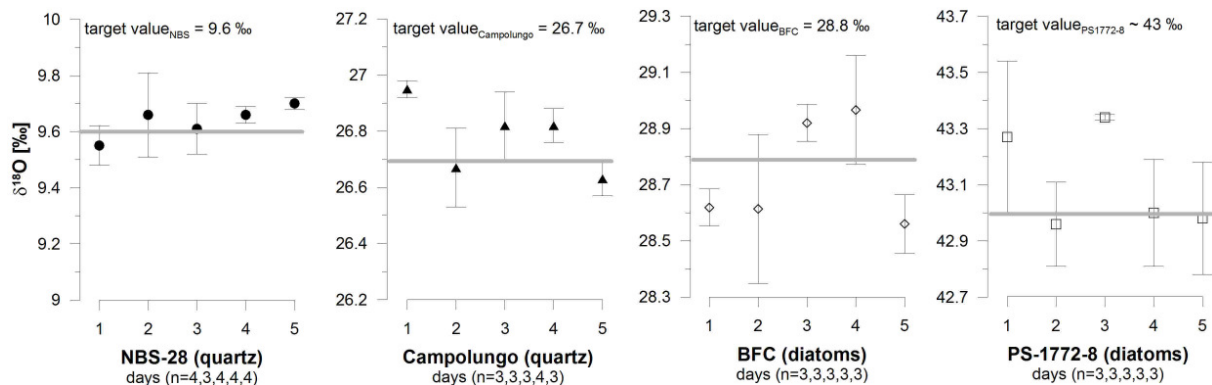 δ¹⁸O [‰]
target value_NBS = 9.6 ‰
10
9.8
9.6
9.4
9.2
9
1 2 3 4 5
NBS-28 (quartz)
days (n=4,3,4,4,4)
target value_Campolungo = 26.7 ‰
27.2
27
26.8
26.6
26.4
26.2
1 2 3 4 5
Campolungo (quartz)
days (n=3,3,3,4,3)
target value_BFC = 28.8 ‰
29.3
29.1
28.9
28.7
28.5
28.3
1 2 3 4 5
BFC (diatoms)
days (n=3,3,3,3,3)
target value_PS1772-8 ~ 43 ‰
43.7
43.5
43.3
43.1
42.9
42.7
1 2 3 4 5
PS-1772-8 (diatoms)
days (n=3,3,3,3,3)